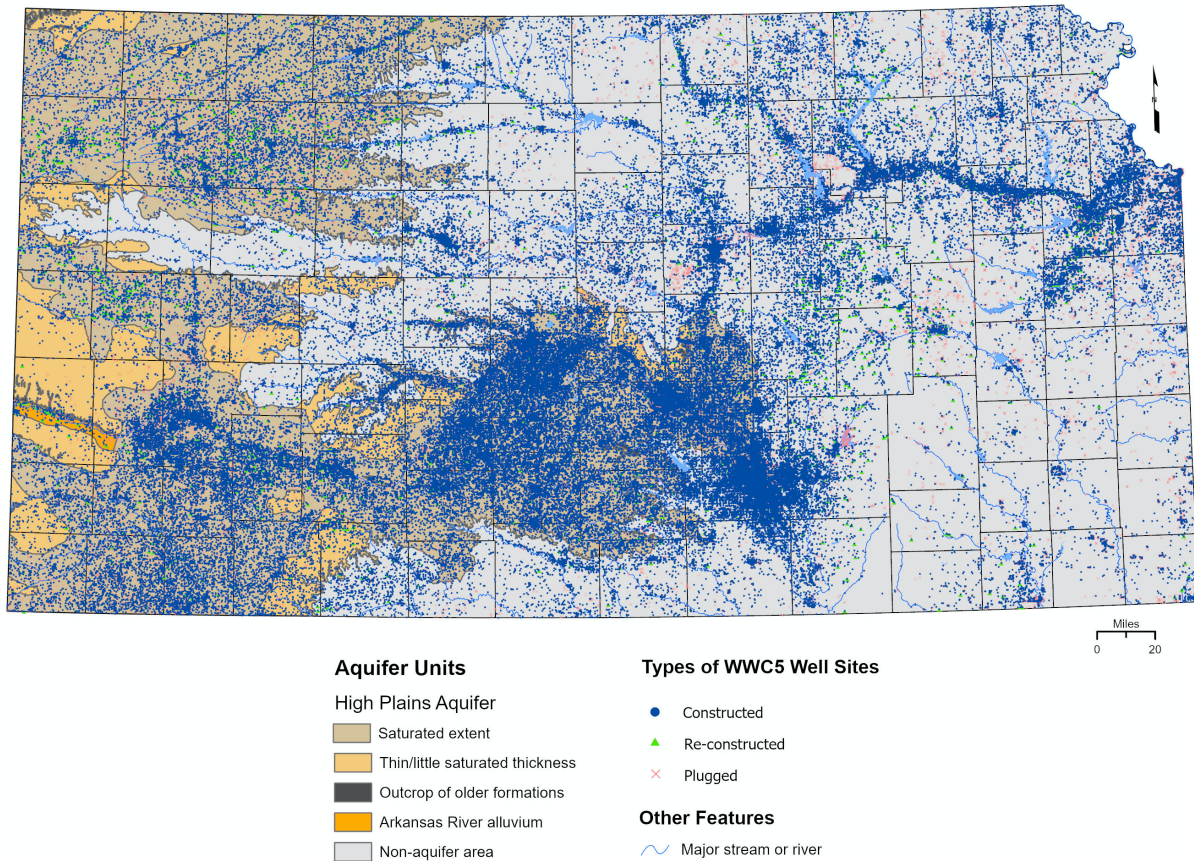 Miles
0 20
Aquifer Units
High Plains Aquifer
Saturated extent
Thin/little saturated thickness
Outcrop of older formations
Arkansas River alluvium
Non-aquifer area
Types of WWC5 Well Sites
Constructed
Re-constructed
Plugged
Other Features
Major stream or river